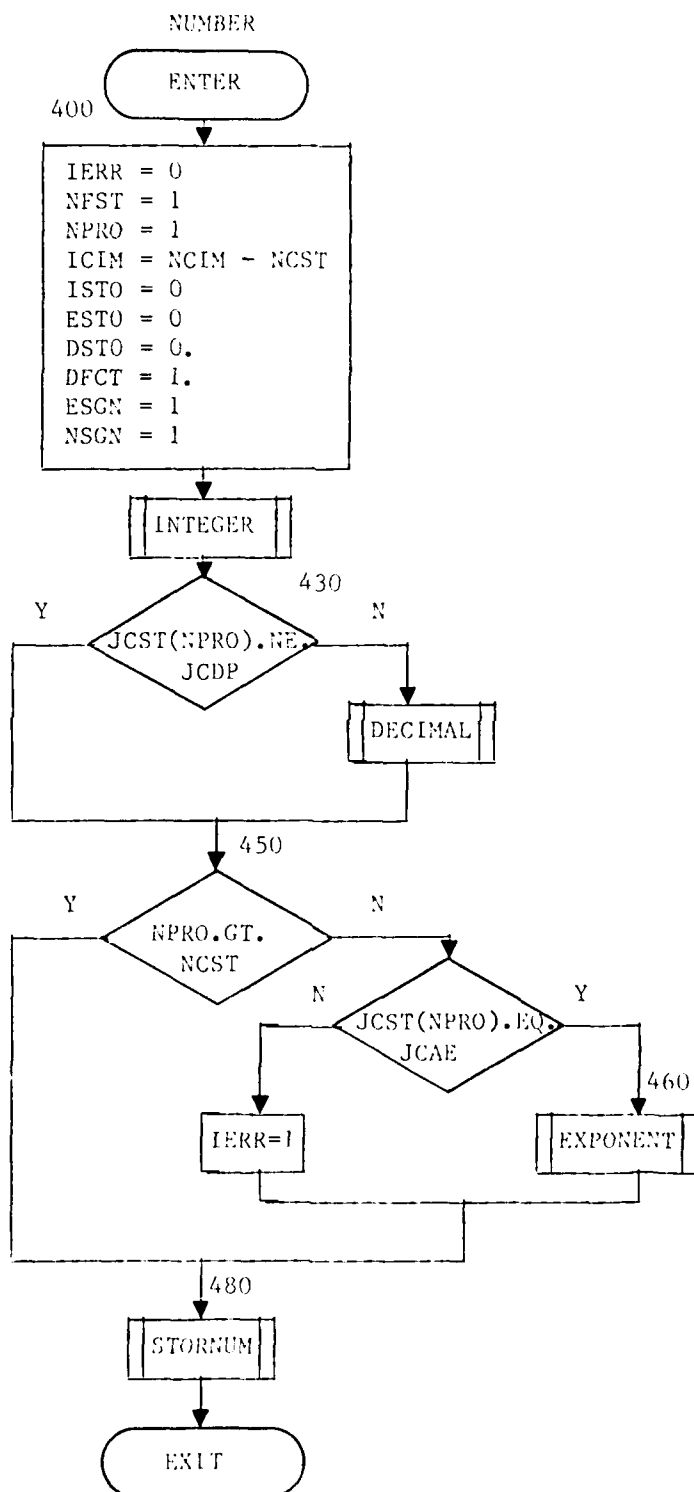 NUMBER
ENTER
400
IERR = 0
NFST = 1
NPRO = 1
ICIM = NCIM - NCST
ISTO = 0
ESTO = 0
DSTO = 0.
DFCT = 1.
ESGN = 1
NSGN = 1
INTEGER
430
Y
N
JCST(NPRO).NE.
JCDP
DECIMAL
450
Y
N
NPRO.GT.
NCST
N
Y
JCST(NPRO).EQ.
JCAE
460
IERR=1
EXPONENT
480
STORNUM
EXIT